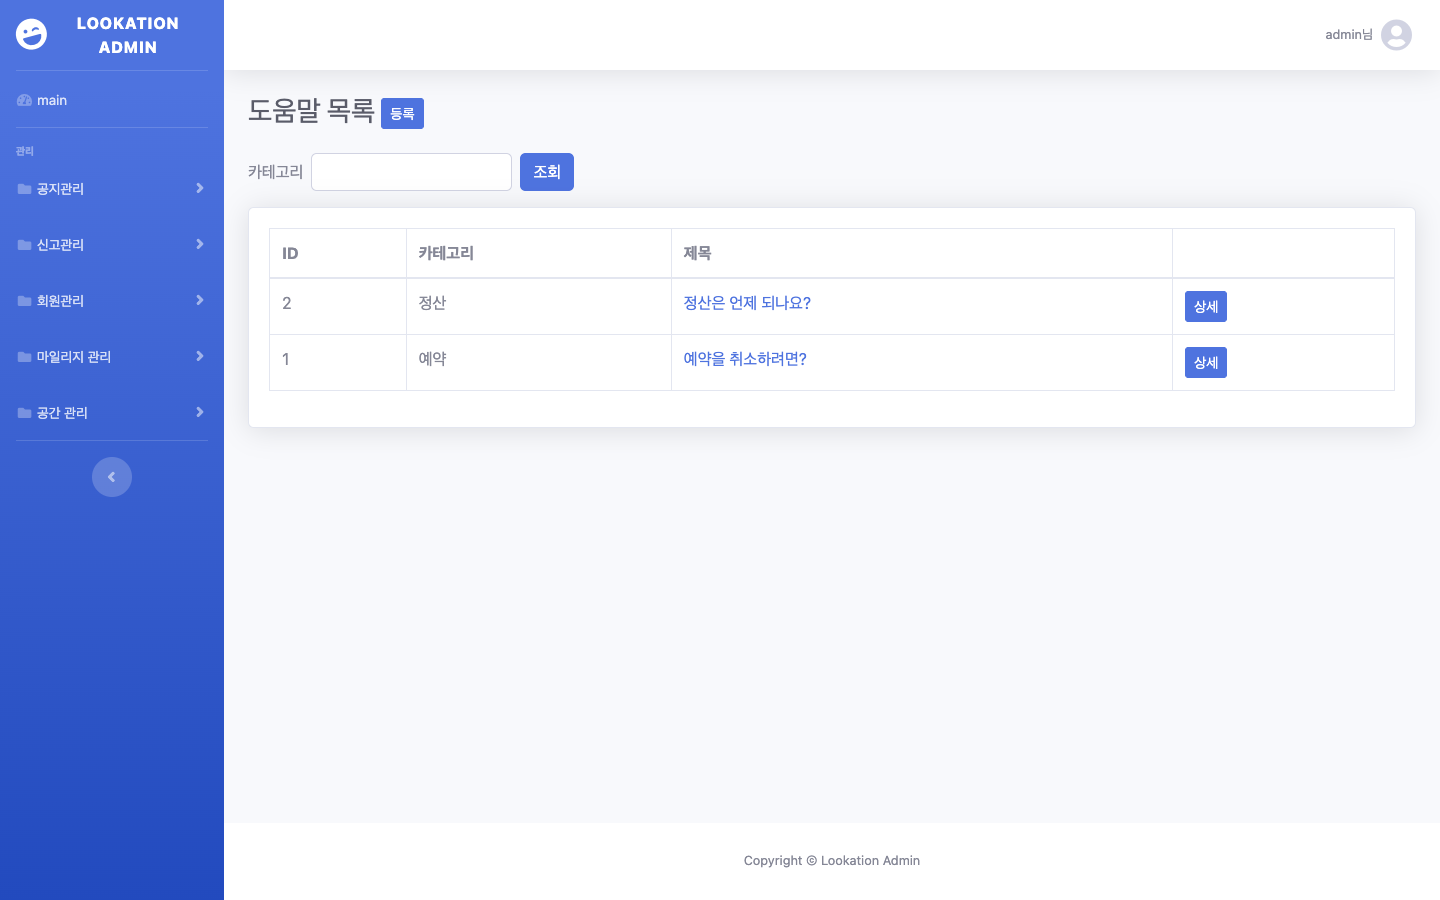 LOOKATION
ADMIN
admin님
main
관리
공지관리
신고관리
회원관리
마일리지 관리
공간 관리
도움말 목록 등록
카테고리 조회
ID 카테고리 제목
2 정산 정산은 언제 되나요? 상세
1 예약 예약을 취소하려면? 상세
Copyright © Lookation Admin